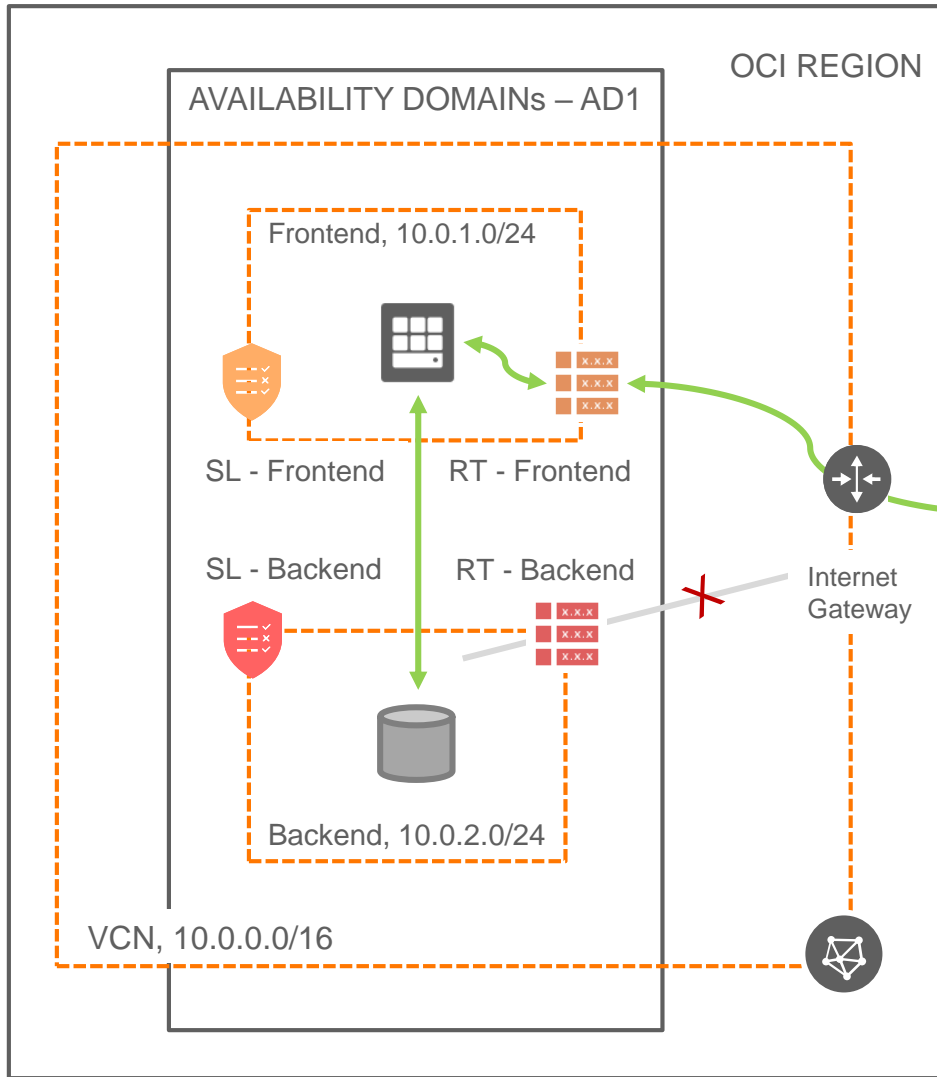 OCI REGION
AVAILABILITY DOMAINs – AD1
Frontend, 10.0.1.0/24
x.x.x
x.x.x
x.x.x
SL - Frontend
RT - Frontend
SL - Backend
RT - Backend
Internet
Gateway
x.x.x
x.x.x
x.x.x
Backend, 10.0.2.0/24
VCN, 10.0.0.0/16